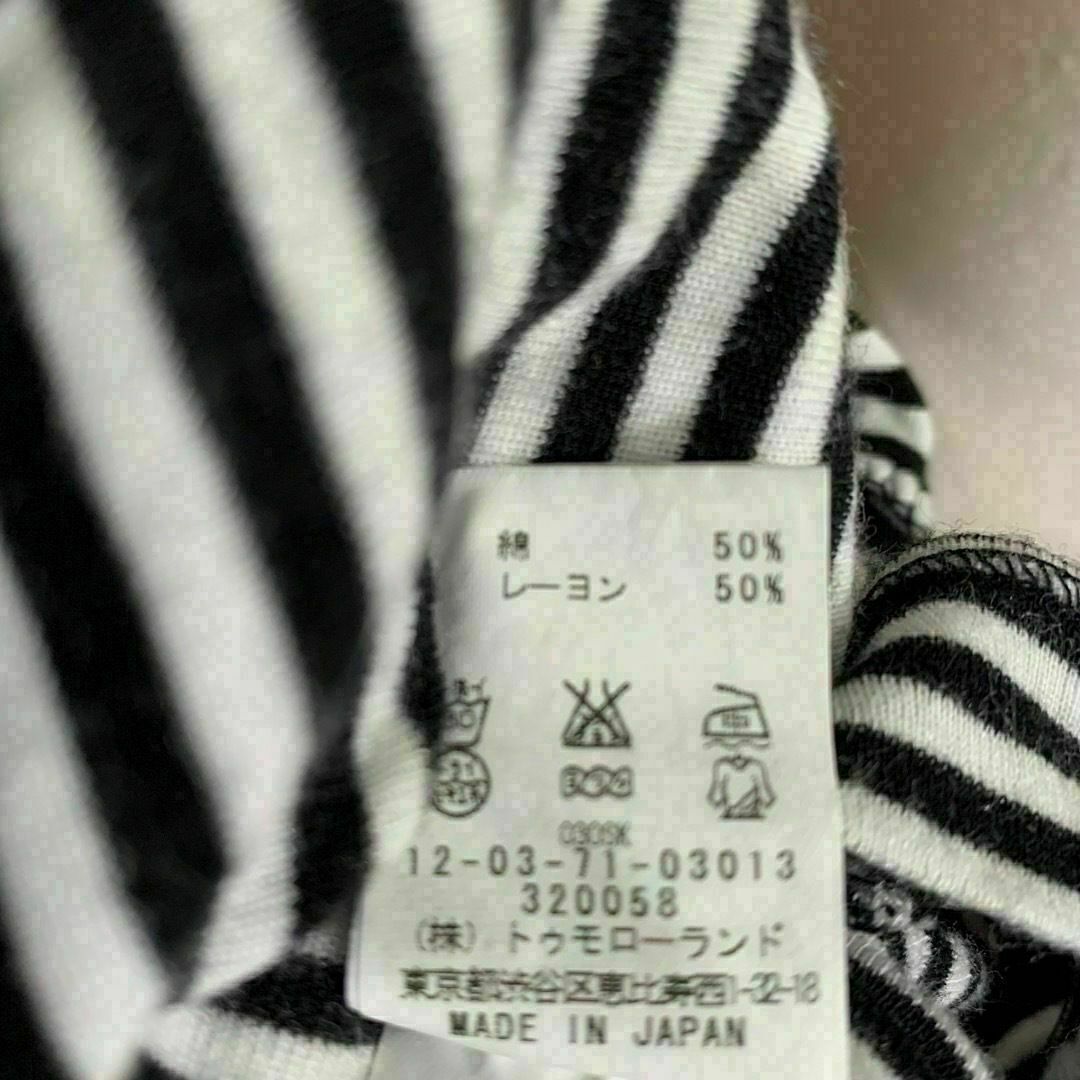 綿 50%
レーヨン 50%
0309K
12-03-71-03013
320058
(株) トゥモローランド
東京都渋谷区恵比寿西1-32-18
MADE IN JAPAN